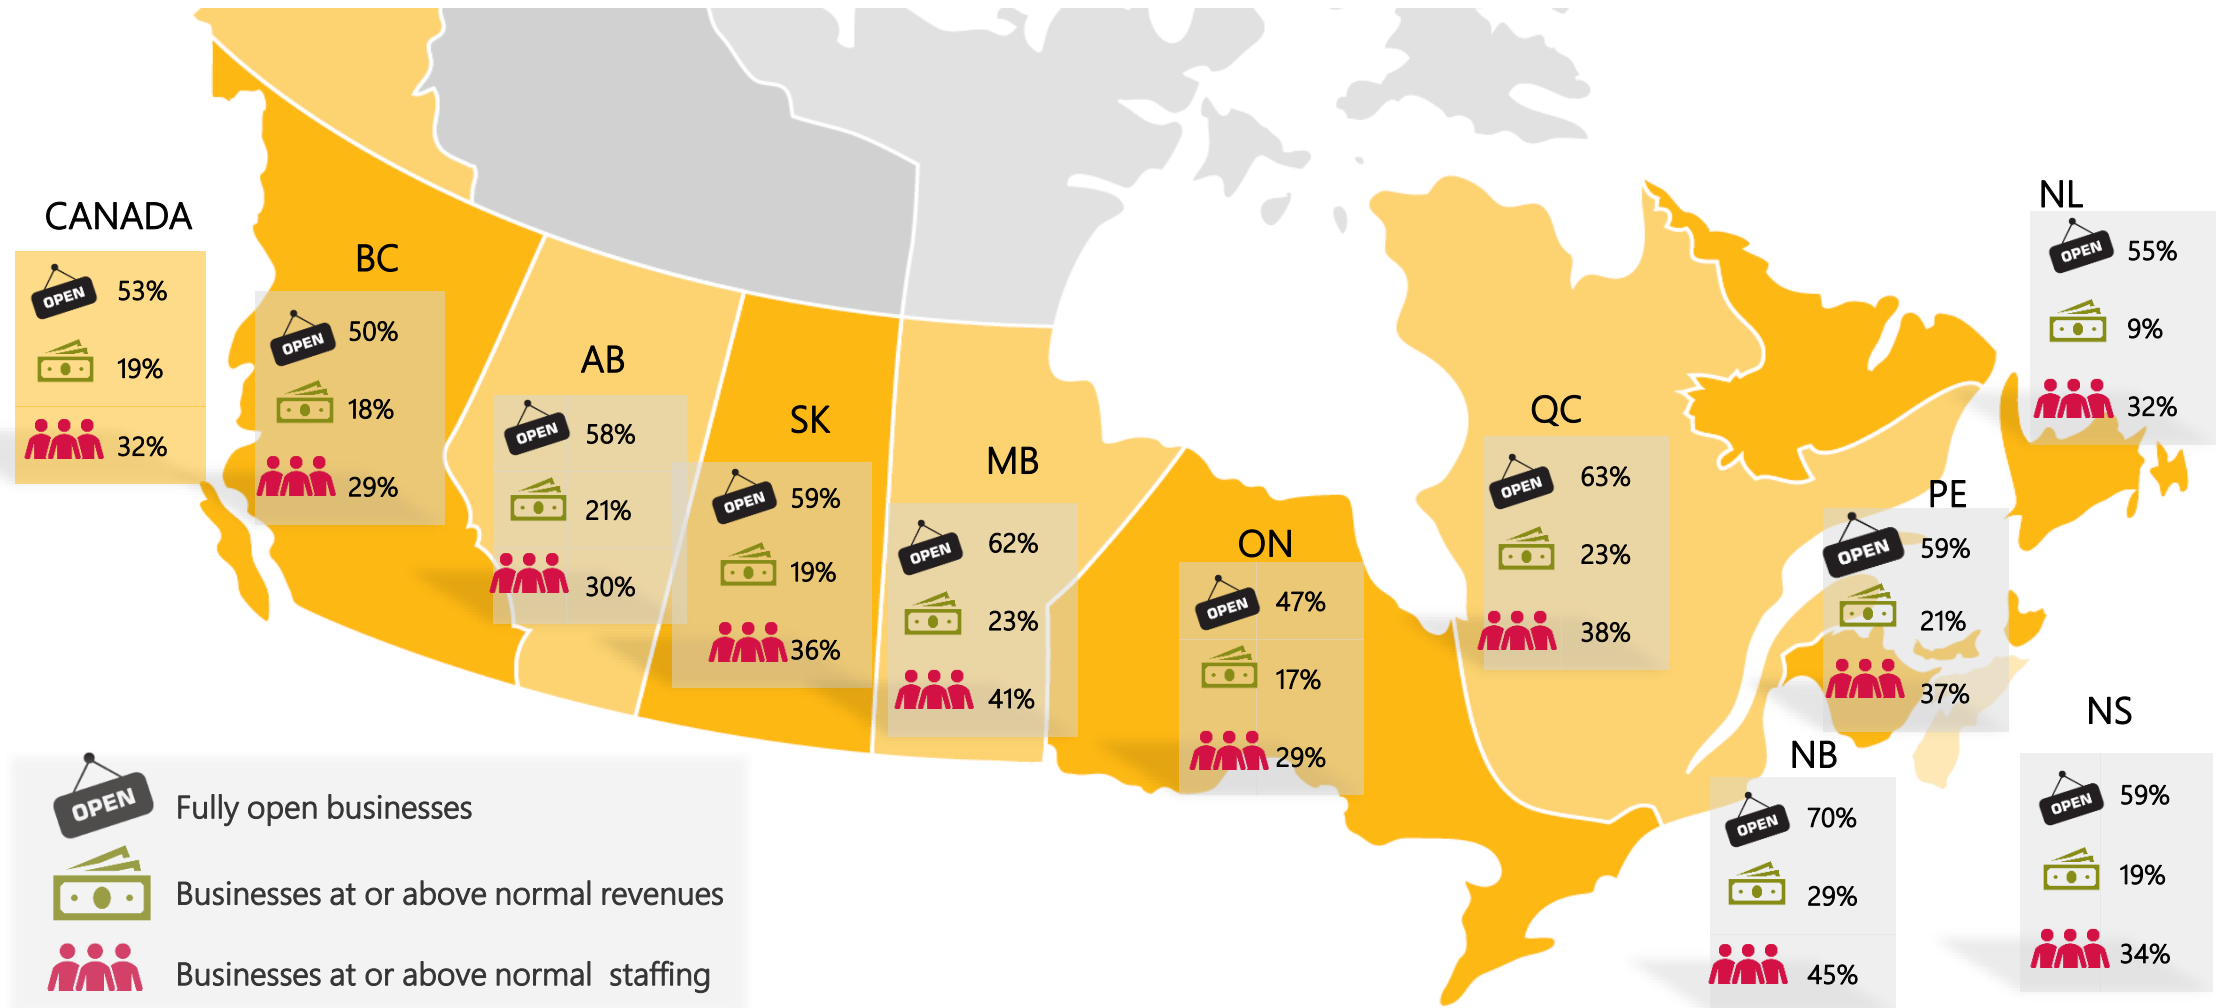 CANADA
OPEN 53%
19%
32%
BC
OPEN 50%
18%
29%
AB
OPEN 58%
21%
30%
SK
OPEN 59%
19%
36%
MB
OPEN 62%
23%
41%
ON
OPEN 47%
17%
29%
QC
OPEN 63%
23%
38%
NL
OPEN 55%
9%
32%
PE
OPEN 59%
21%
37%
NB
OPEN 70%
29%
45%
NS
OPEN 59%
19%
34%
OPEN Fully open businesses
Businesses at or above normal revenues
Businesses at or above normal staffing